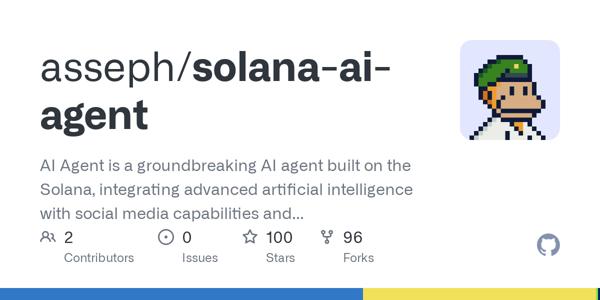 asseph/solana-ai-
agent
AI Agent is a groundbreaking AI agent built on the
Solana, integrating advanced artificial intelligence
with social media capabilities and...
2 0 100 96
Contributors Issues Stars Forks